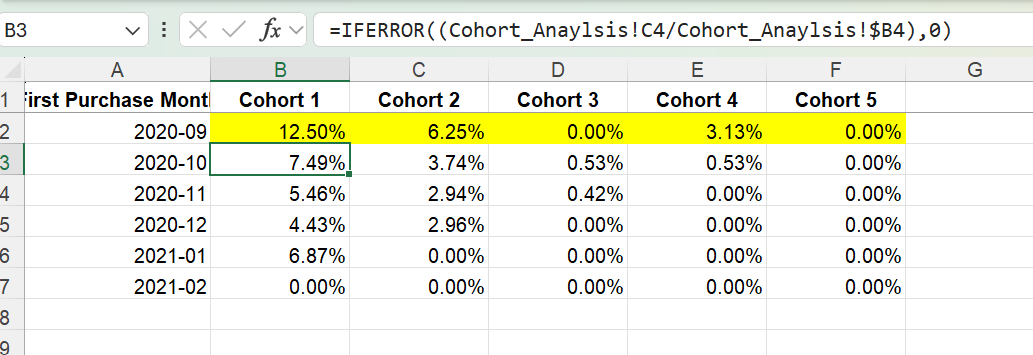 B3 fx =IFERROR((Cohort_Anaylsis!C4/Cohort_Anaylsis!$B4),0)
A B C D E F G
1 First Purchase Month Cohort 1 Cohort 2 Cohort 3 Cohort 4 Cohort 5
2 2020-09 12.50% 6.25% 0.00% 3.13% 0.00%
3 2020-10 7.49% 3.74% 0.53% 0.53% 0.00%
4 2020-11 5.46% 2.94% 0.42% 0.00% 0.00%
5 2020-12 4.43% 2.96% 0.00% 0.00% 0.00%
6 2021-01 6.87% 0.00% 0.00% 0.00% 0.00%
7 2021-02 0.00% 0.00% 0.00% 0.00% 0.00%
8
9